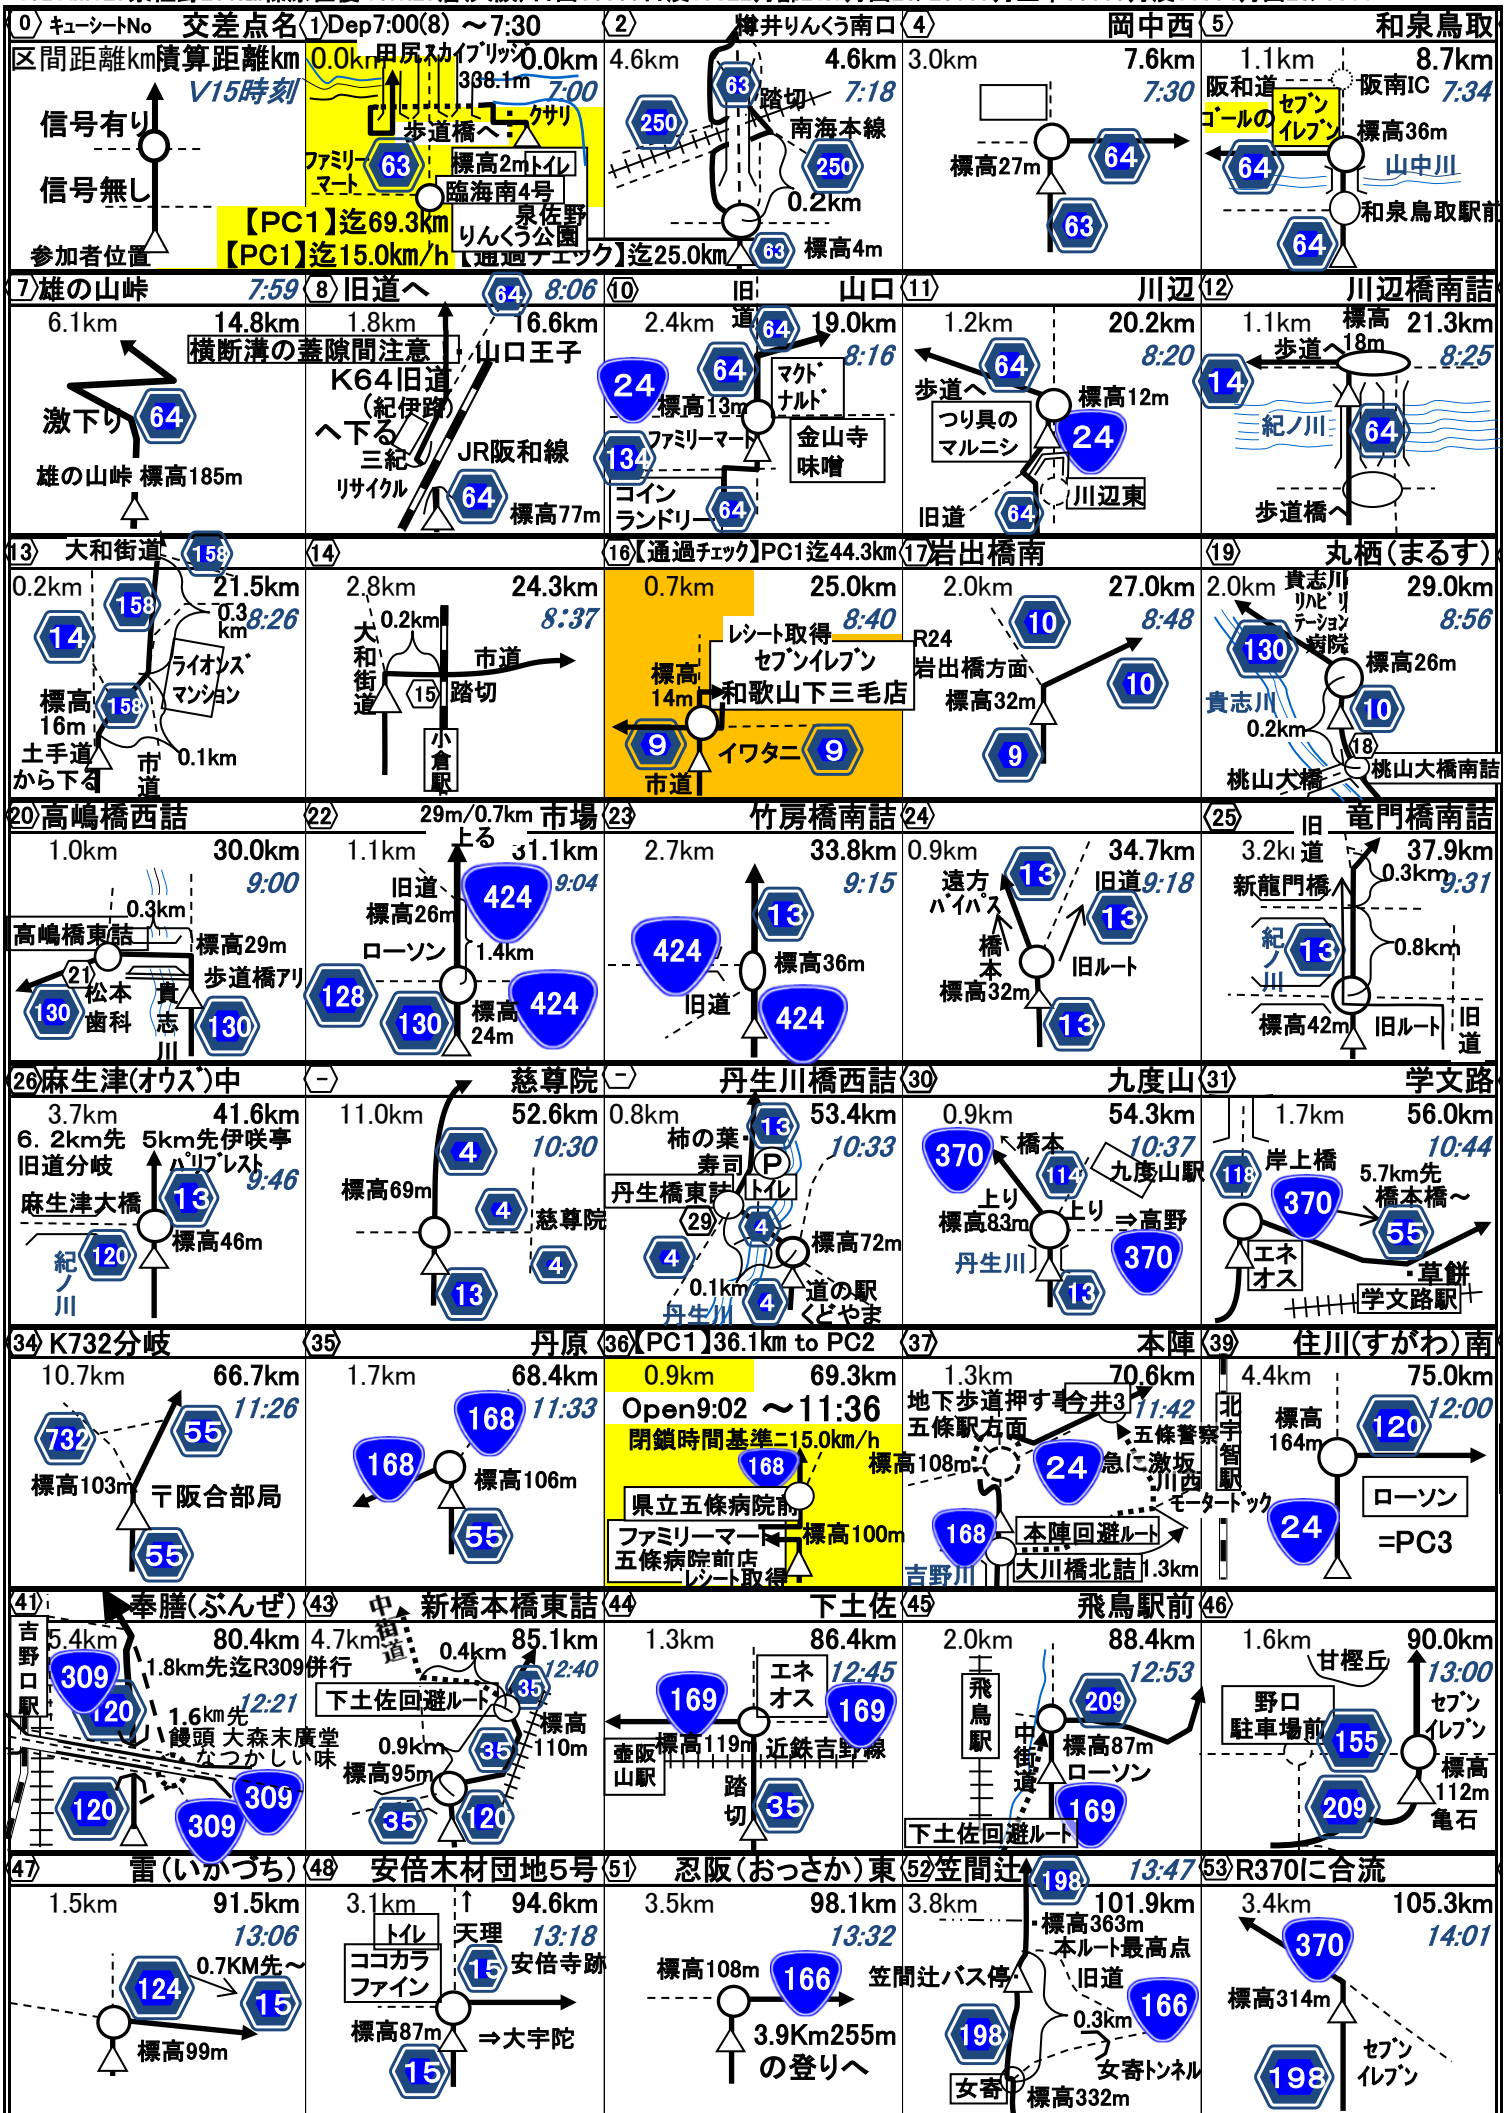 0 キューシートNo 交差点名
区間距離km 積算距離km
V15時刻
信号有り
信号無し
参加者位置
1 Dep7:00(8) ～7:30
0.0km 田尻スカイブリッジ 0.0km
338.1m 7:00
歩道橋へ クサリ
ファミリーマート 63 標高2m トイレ
臨海南4号
泉佐野りんくう公園
【PC1】迄69.3km
【PC1】迄15.0km/h 【通過チェック】迄25.0km
2 樽井りんくう南口
4.6km 4.6km
63 踏切 7:18
250 南海本線
250
0.2km
63 標高4m
4 岡中西
3.0km 7.6km
7:30
標高27m 64
63
5 和泉鳥取
1.1km 8.7km
阪和道 阪南IC 7:34
ゴールの セブンイレブン 標高36m
64 山中川
和泉鳥取駅前
64
7 雄の山峠 7:59
6.1km 14.8km
激下り 64
雄の山峠 標高185m
8 旧道へ 64 8:06
1.8km 16.6km
横断溝の蓋隙間注意 山口王子
K64旧道
(紀伊路)
へ下る
三紀リサイクル JR阪和線
64 標高77m
10 旧道 山口
2.4km 64 19.0km
8:16
24 64 マクドナルド
標高13m
134 ファミリーマート 金山寺味噌
コインランドリー 64
11 川辺
1.2km 20.2km
64 8:20
歩道へ 標高12m
つり具のマルニシ 24
川辺東
旧道 64
12 川辺橋南詰
1.1km 標高18m 21.3km
歩道へ 8:25
14
紀ノ川 64
歩道橋へ
13 大和街道 158
0.2km 21.5km
158 0.3km 8:26
14
ライオンズマンション
標高16m 158
土手道から下る 市道 0.1km
14
2.8km 24.3km
0.2km 8:37
大和街道 市道
15 踏切
小倉駅
16 【通過チェック】PC1迄44.3km
0.7km 25.0km
8:40
レシート取得
標高14m セブンイレブン和歌山下三毛店
9 イワタニ 9
市道
17 岩出橋南
2.0km 27.0km
10 8:48
R24
岩出橋方面 10
標高32m
9
19 丸栖(まるす)
2.0km 貴志川リハビリテーション病院 29.0km
8:56
130 標高26m
貴志川 10
0.2km
18
桃山大橋 桃山大橋南詰
20 高嶋橋西詰
1.0km 30.0km
9:00
0.3km
高嶋橋東詰 標高29m
21 歩道橋アリ
130 松本歯科 貴志川 130
22 29m/0.7km上る 市場
1.1km 31.1km
旧道 424 9:04
標高26m
ローソン 1.4km
128 130 標高24m 424
23 竹房橋南詰
2.7km 33.8km
13 9:15
424
標高36m
旧道 424
24
0.9km 34.7km
遠方バイパス 13 旧道 9:18
13
橋本 旧ルート
標高32m
13
25 旧道 竜門橋南詰
3.2km 37.9km
新龍門橋 0.3km 9:31
紀ノ川 13 0.8km
標高42m 旧ルート 旧道
26 麻生津(オウズ)中
3.7km 41.6km
6.2km先旧道分岐 5km先伊咲亭パリブレスト
9:46
麻生津大橋 13
120 標高46m
紀ノ川
- 慈尊院
11.0km 52.6km
4 10:30
標高69m
4 慈尊院
4
13
- 丹生川橋西詰
0.8km 13 53.4km
柿の葉寿司 P 10:33
丹生橋東詰 トイレ
29 4 標高72m
4
0.1km 道の駅くどやま
丹生川 4
30 九度山
0.9km 54.3km
370 橋本 10:37
114 九度山駅
上り
標高83m 上り ⇒高野
丹生川 370
13
31 学文路
1.7km 56.0km
10:44
118 岸上橋
370 5.7km先橋本橋～
55
エネオス ・草餅
学文路駅
34 K732分岐
10.7km 66.7km
11:26
732 55
標高103m 〒阪合部局
55
35 丹原
1.7km 68.4km
168 11:33
168 標高106m
55
36 【PC1】36.1km to PC2
0.9km 69.3km
Open9:02 ～11:36
閉鎖時間基準=15.0km/h
168
県立五條病院前
ファミリーマート五條病院前店 標高100m
レシート取得
37 本陣
1.3km 70.6km
地下歩道押す事 今井3 11:42
五條駅方面 五條警察
標高108m 24 急に激坂
川西
モータードック
168 本陣回避ルート
吉野川 大川橋北詰 1.3km
39 住川(すがわ)南
4.4km 75.0km
北宇智駅 標高164m 120 12:00
ローソン
24 =PC3
41 奉膳(ぶんぜ)
吉野口駅 5.4km 80.4km
309 1.8km先迄R309併行
120 12:21
1.6km先
饅頭 大森末廣堂
なつかしい味
120 309 309
43 中街道 新橋本橋東詰
4.7km 85.1km
0.4km 12:40
下土佐回避ルート 35
標高110m
0.9km 35
標高95m
35 120
44 下土佐
1.3km 86.4km
エネオス 12:45
169 169
標高119m
壺阪山駅 近鉄吉野線
踏切 35
45 飛鳥駅前
2.0km 88.4km
12:53
飛鳥駅 209
中街道 標高87m
ローソン
169
下土佐回避ルート
46
1.6km 90.0km
甘樫丘 13:00
野口駐車場前 セブンイレブン
155
標高112m
209 亀石
47 雷(いかづち)
1.5km 91.5km
13:06
124 0.7KM先～
15
標高99m
48 安倍木材団地5号
3.1km ↑天理 94.6km
トイレ 13:18
ココカラファイン 15 安倍寺跡
標高87m ⇒大宇陀
15
51 忍阪(おっさか)東
3.5km 98.1km
13:32
標高108m 166
3.9Km255mの登りへ
52 笠間辻 198 13:47
3.8km 101.9km
・標高363m
本ルート最高点
笠間辻バス停 旧道
166
198 0.3km
女寄トンネル
女寄 標高332m
53 R370に合流
3.4km 105.3km
370 14:01
標高314m
198 セブンイレブン